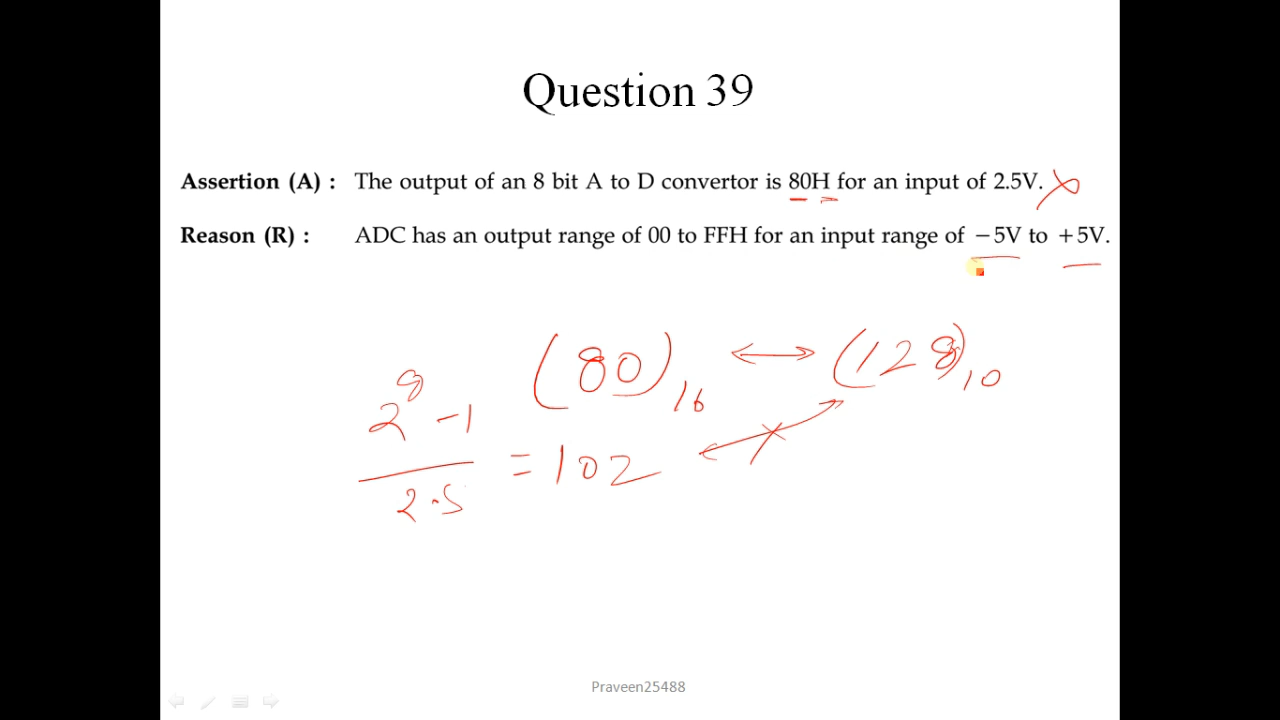 Question 39
Assertion (A) : The output of an 8 bit A to D convertor is 80H for an input of 2.5V.
Reason (R) : ADC has an output range of 00 to FFH for an input range of −5V to +5V.
(80)₁₆ ↔ (128)₁₀
2⁸ −1
2.5
= 102
Praveen25488